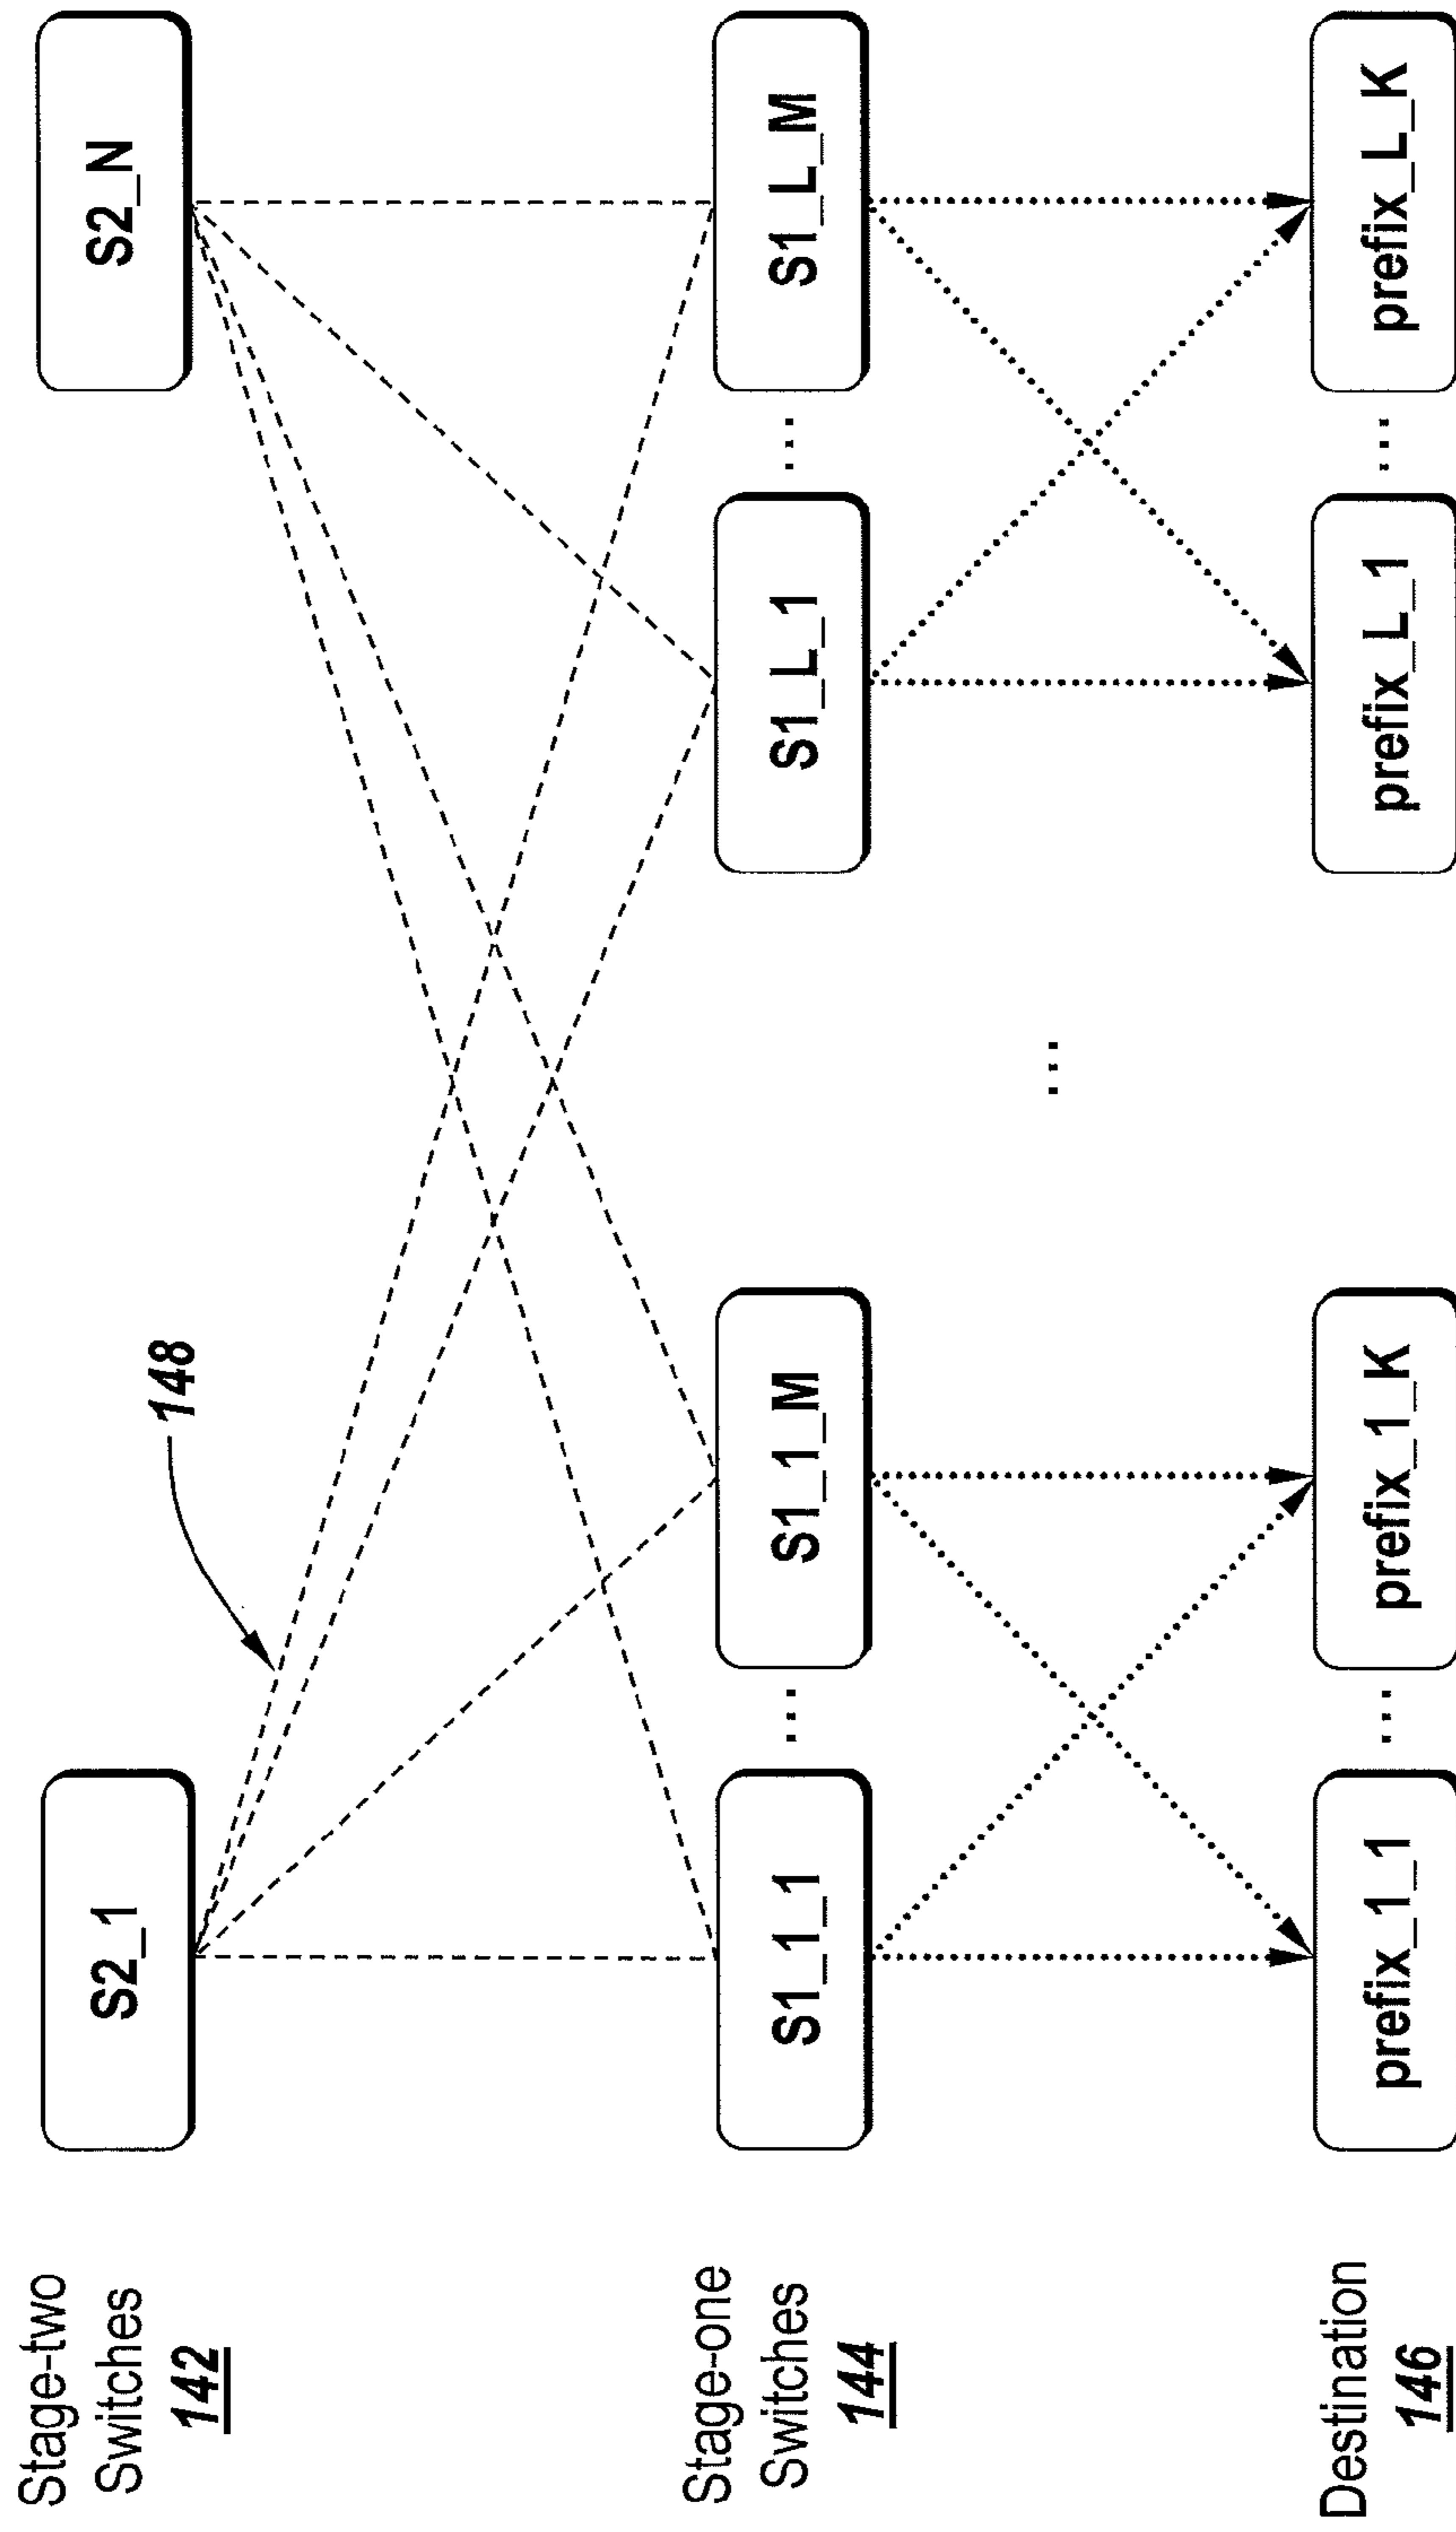 Stage-two
Switches
142
S2_1
S2_N
148
Stage-one
Switches
144
S1_1_1
...
S1_1_M
S1_L_1
...
S1_L_M
...
Destination
146
prefix_1_1
...
prefix_1_K
prefix_L_1
...
prefix_L_K